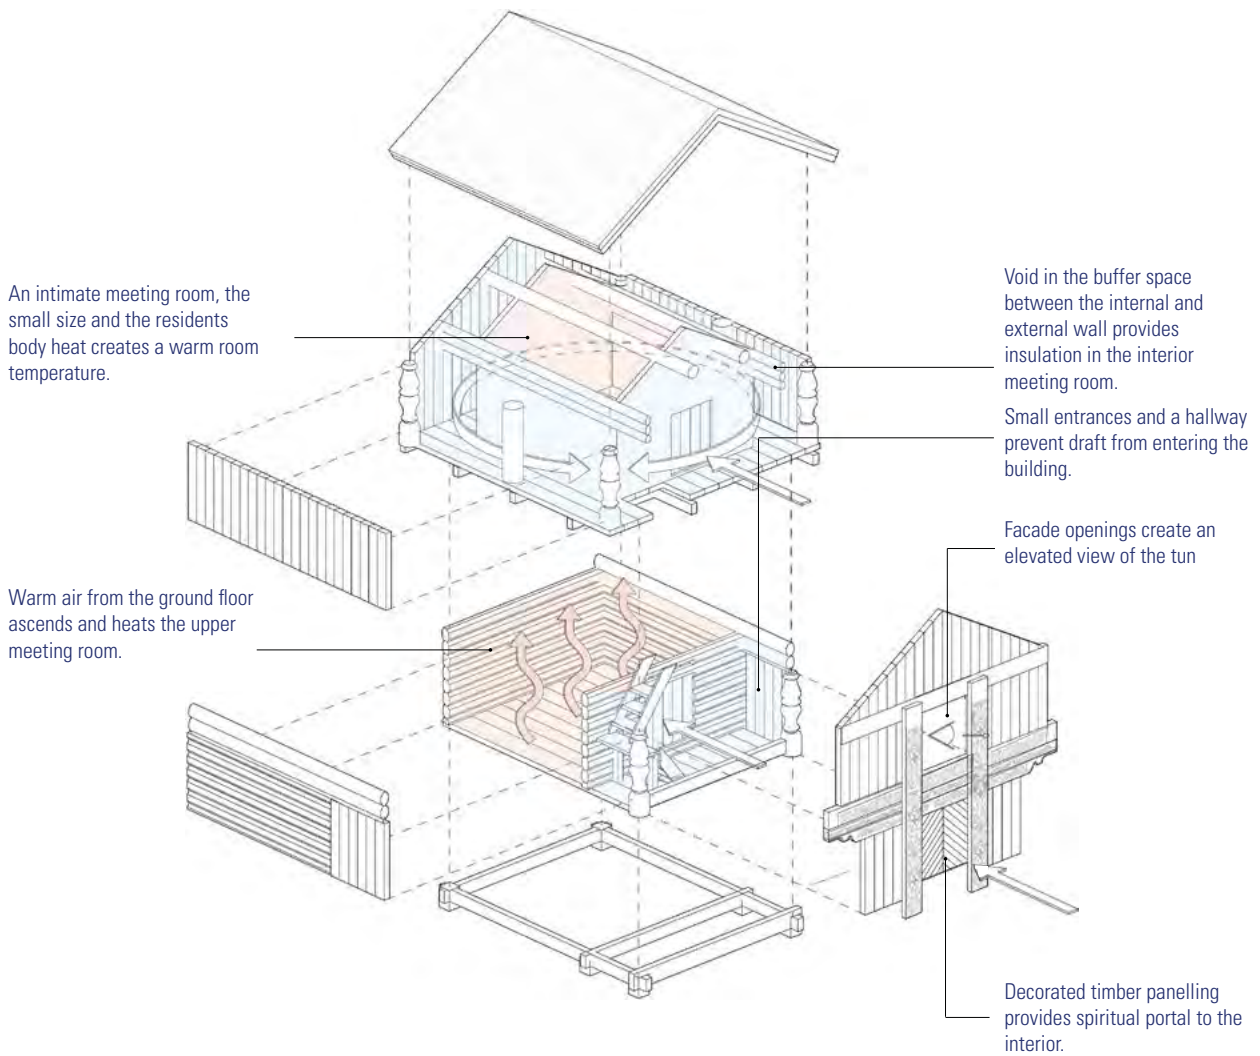 An intimate meeting room, the
small size and the residents
body heat creates a warm room
temperature.
Warm air from the ground floor
ascends and heats the upper
meeting room.
Void in the buffer space
between the internal and
external wall provides
insulation in the interior
meeting room.
Small entrances and a hallway
prevent draft from entering the
building.
Facade openings create an
elevated view of the tun
Decorated timber panelling
provides spiritual portal to the
interior.